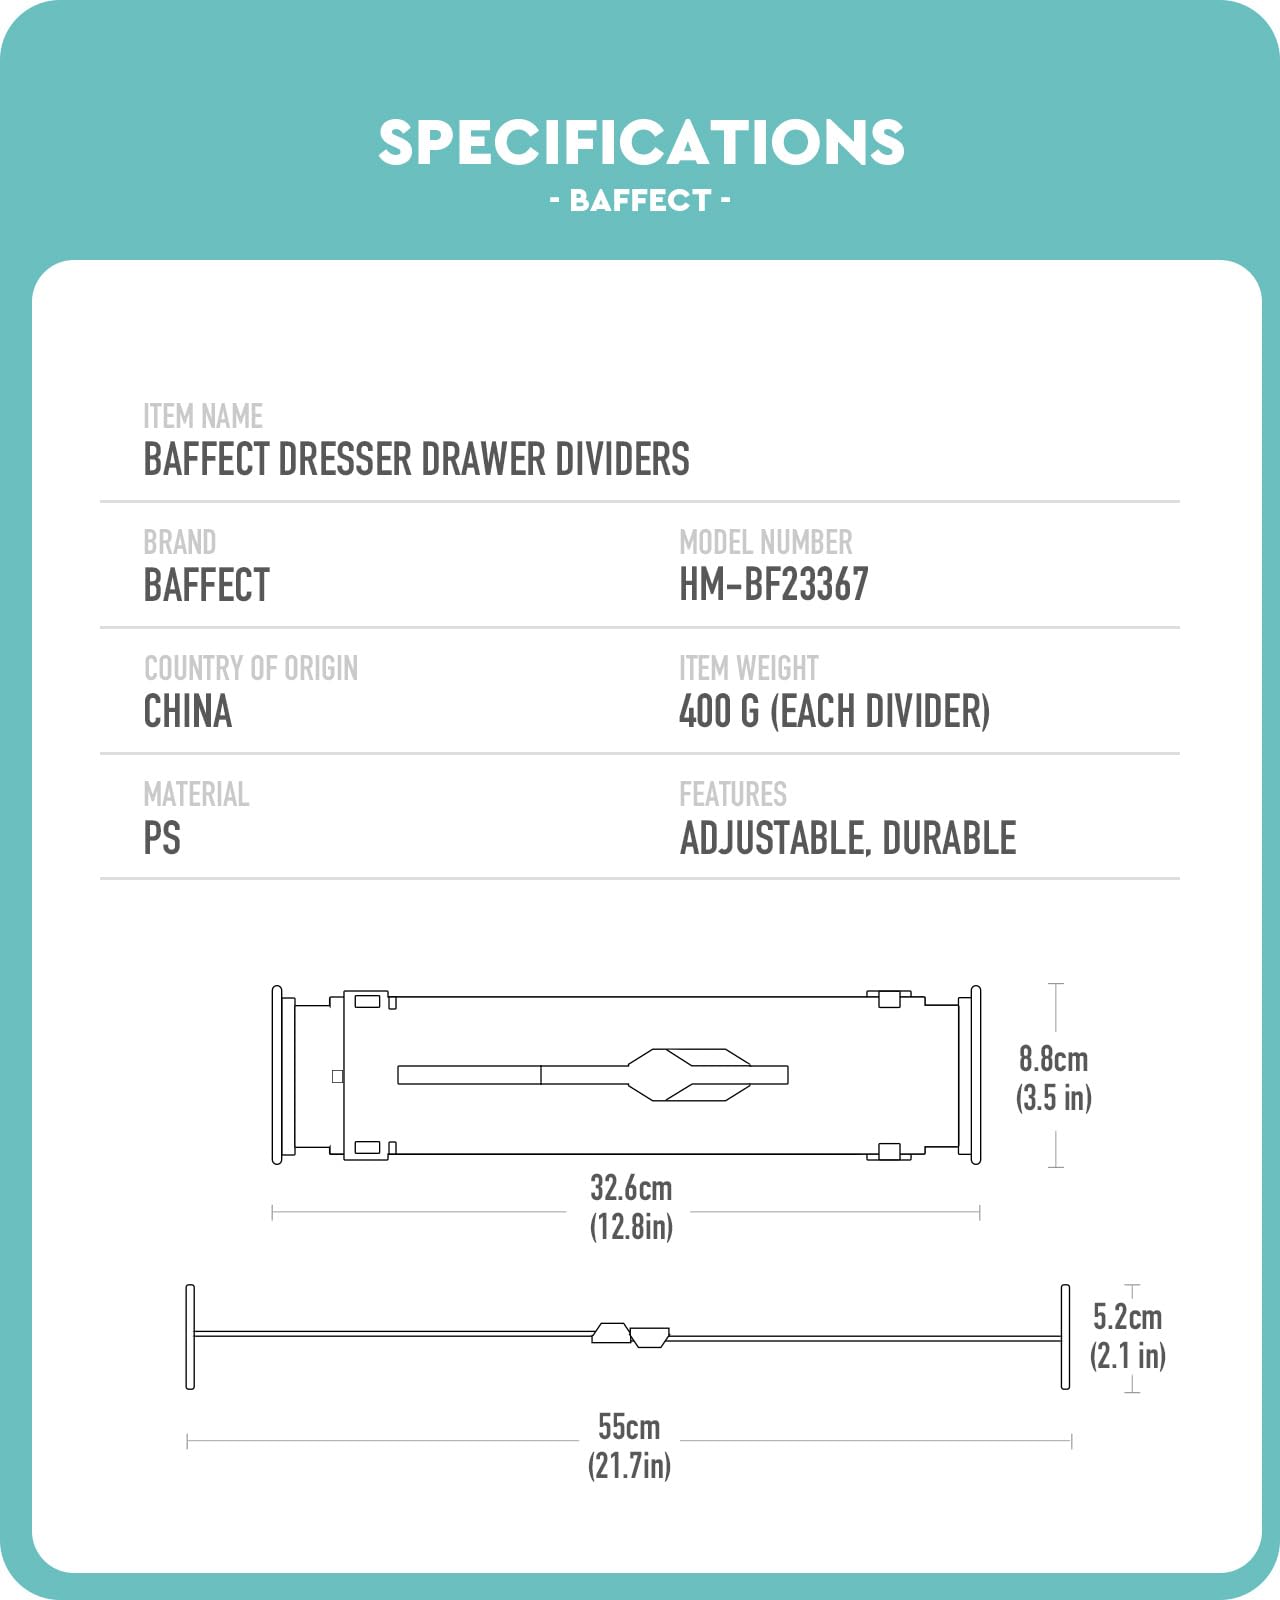 SPECIFICATIONS
- BAFFECT -
ITEM NAME
BAFFECT DRESSER DRAWER DIVIDERS
BRAND
BAFFECT
MODEL NUMBER
HM-BF23367
COUNTRY OF ORIGIN
CHINA
ITEM WEIGHT
400 G (EACH DIVIDER)
MATERIAL
PS
FEATURES
ADJUSTABLE, DURABLE
8.8cm
(3.5 in)
32.6cm
(12.8in)
5.2cm
(2.1 in)
55cm
(21.7in)